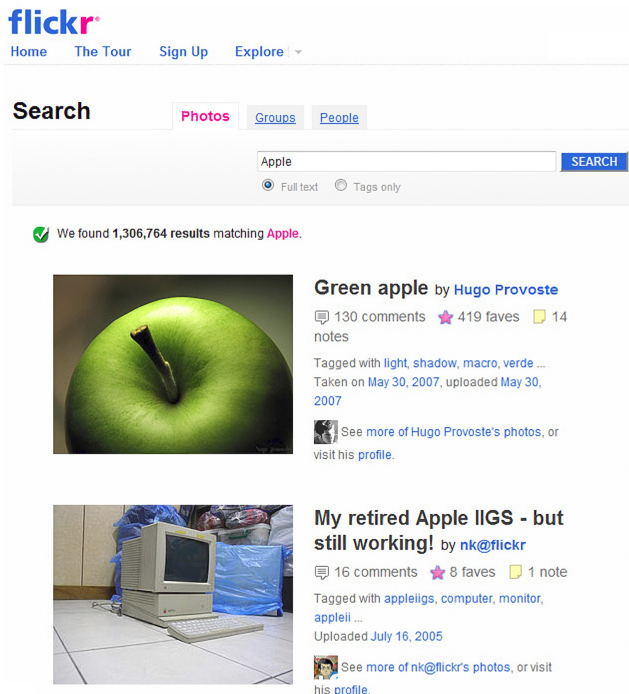 flickr
Home The Tour Sign Up Explore
Search Photos Groups People
Apple SEARCH
Full text Tags only
We found 1,306,764 results matching Apple.
Green apple by Hugo Provoste
130 comments 419 faves 14
notes
Tagged with light, shadow, macro, verde ...
Taken on May 30, 2007, uploaded May 30,
2007
See more of Hugo Provoste's photos, or
visit his profile.
My retired Apple IIGS - but
still working! by nk@flickr
16 comments 8 faves 1 note
Tagged with appleiigs, computer, monitor,
appleii ...
Uploaded July 16, 2005
See more of nk@flickr's photos, or visit
his profile.